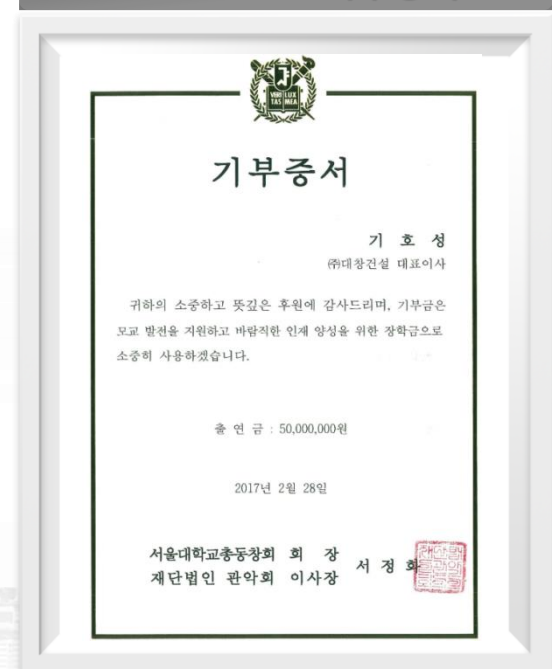 VERI LUX
TAS MEA
기부증서
기 호 성
㈜대창건설 대표이사
귀하의 소중하고 뜻깊은 후원에 감사드리며, 기부금은
모교 발전을 지원하고 바람직한 인재 양성을 위한 장학금으로
소중히 사용하겠습니다.
출 연 금 : 50,000,000원
2017년 2월 28일
서울대학교총동창회 회 장
재단법인 관악회 이사장
서 정 화